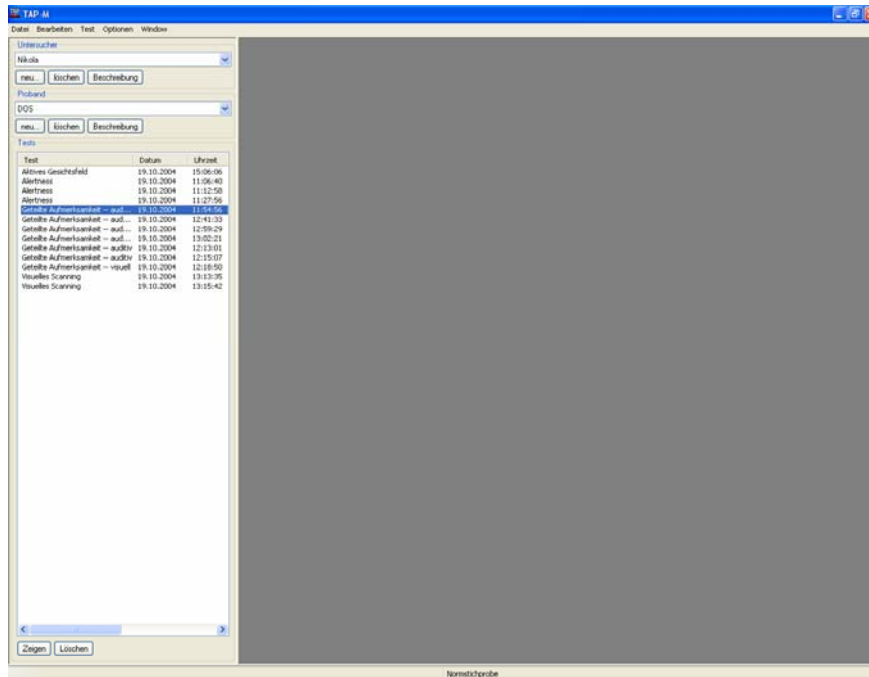 TAP-M
Datei Bearbeiten Test Optionen Window
Untersucher
Nikola
neu... löschen Beschreibung
Proband
DOS
neu... löschen Beschreibung
Tests
Test Datum Uhrzeit
Aktives Gesichtsfeld 19.10.2004 15:06:06
Alertness 19.10.2004 11:06:40
Alertness 19.10.2004 11:12:58
Alertness 19.10.2004 11:27:56
Geteilte Aufmerksamkeit -- aud... 19.10.2004 11:54:56
Geteilte Aufmerksamkeit -- aud... 19.10.2004 12:41:33
Geteilte Aufmerksamkeit -- aud... 19.10.2004 12:59:29
Geteilte Aufmerksamkeit -- aud... 19.10.2004 13:02:21
Geteilte Aufmerksamkeit -- auditiv 19.10.2004 12:13:01
Geteilte Aufmerksamkeit -- auditiv 19.10.2004 12:15:07
Geteilte Aufmerksamkeit -- visuell 19.10.2004 12:18:50
Visuelles Scanning 19.10.2004 13:13:35
Visuelles Scanning 19.10.2004 13:15:42
Zeigen Löschen
Normstichprobe